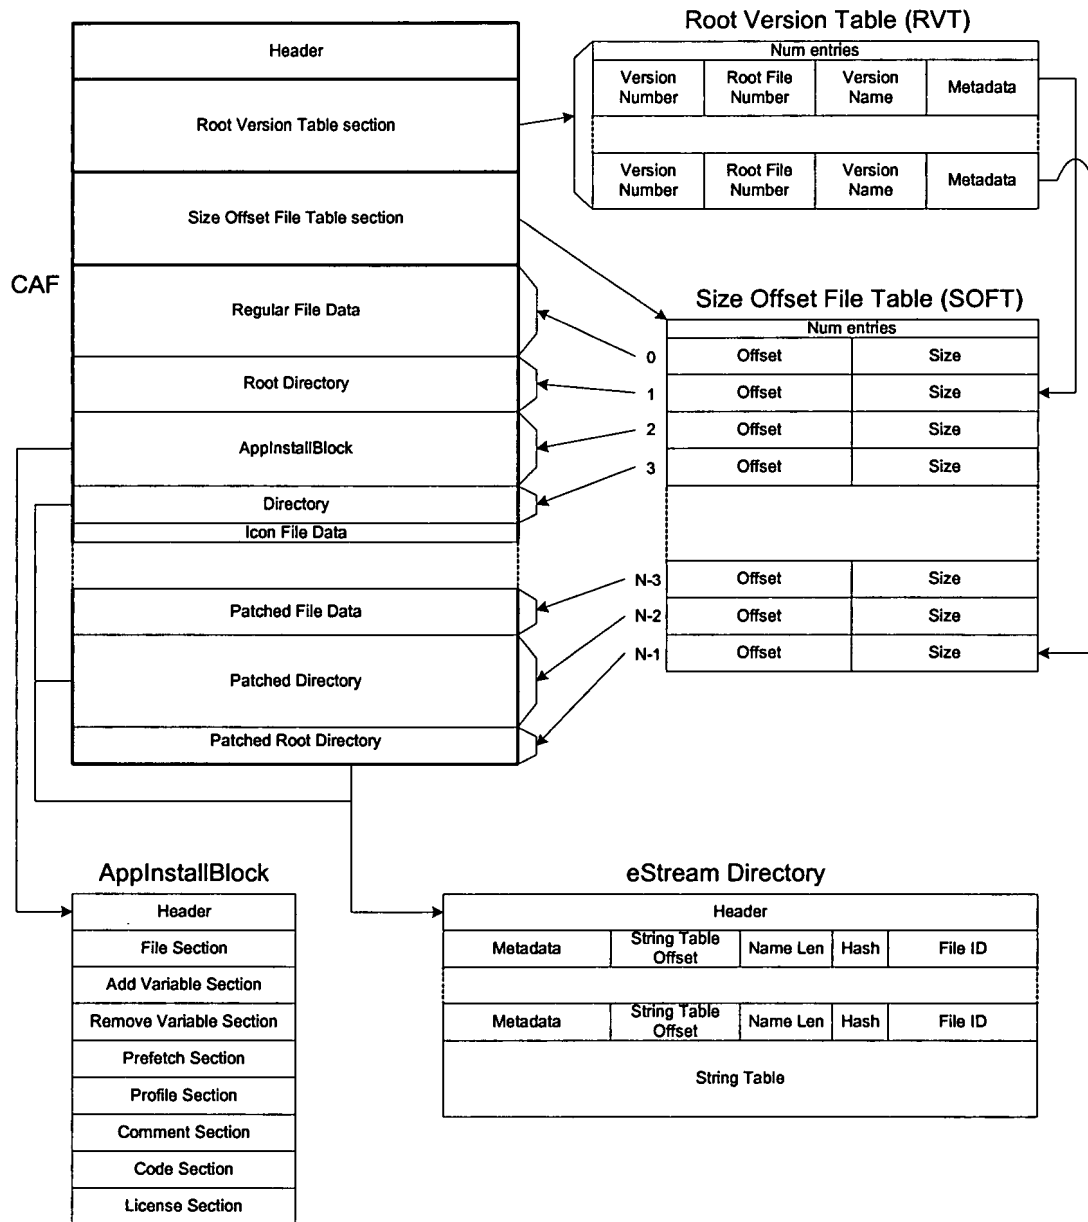 Root Version Table (RVT)
Header
Num entries
Version Number
Root File Number
Version Name
Metadata
Root Version Table section
Version Number
Root File Number
Version Name
Metadata
Size Offset File Table section
CAF
Size Offset File Table (SOFT)
Regular File Data
Num entries
0
Offset
Size
Root Directory
1
Offset
Size
AppInstallBlock
2
Offset
Size
3
Offset
Size
Directory
Icon File Data
N-3
Offset
Size
Patched File Data
N-2
Offset
Size
N-1
Offset
Size
Patched Directory
Patched Root Directory
AppInstallBlock
Header
File Section
Add Variable Section
Remove Variable Section
Prefetch Section
Profile Section
Comment Section
Code Section
License Section
eStream Directory
Header
Metadata
String Table Offset
Name Len
Hash
File ID
Metadata
String Table Offset
Name Len
Hash
File ID
String Table